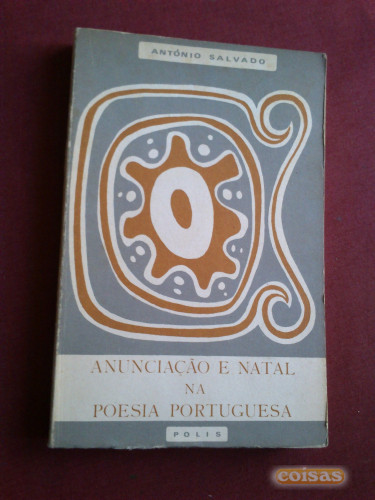 ANTÓNIO SALVADO
ANUNCIAÇÃO E NATAL
NA
POESIA PORTUGUESA
POLIS
coisas